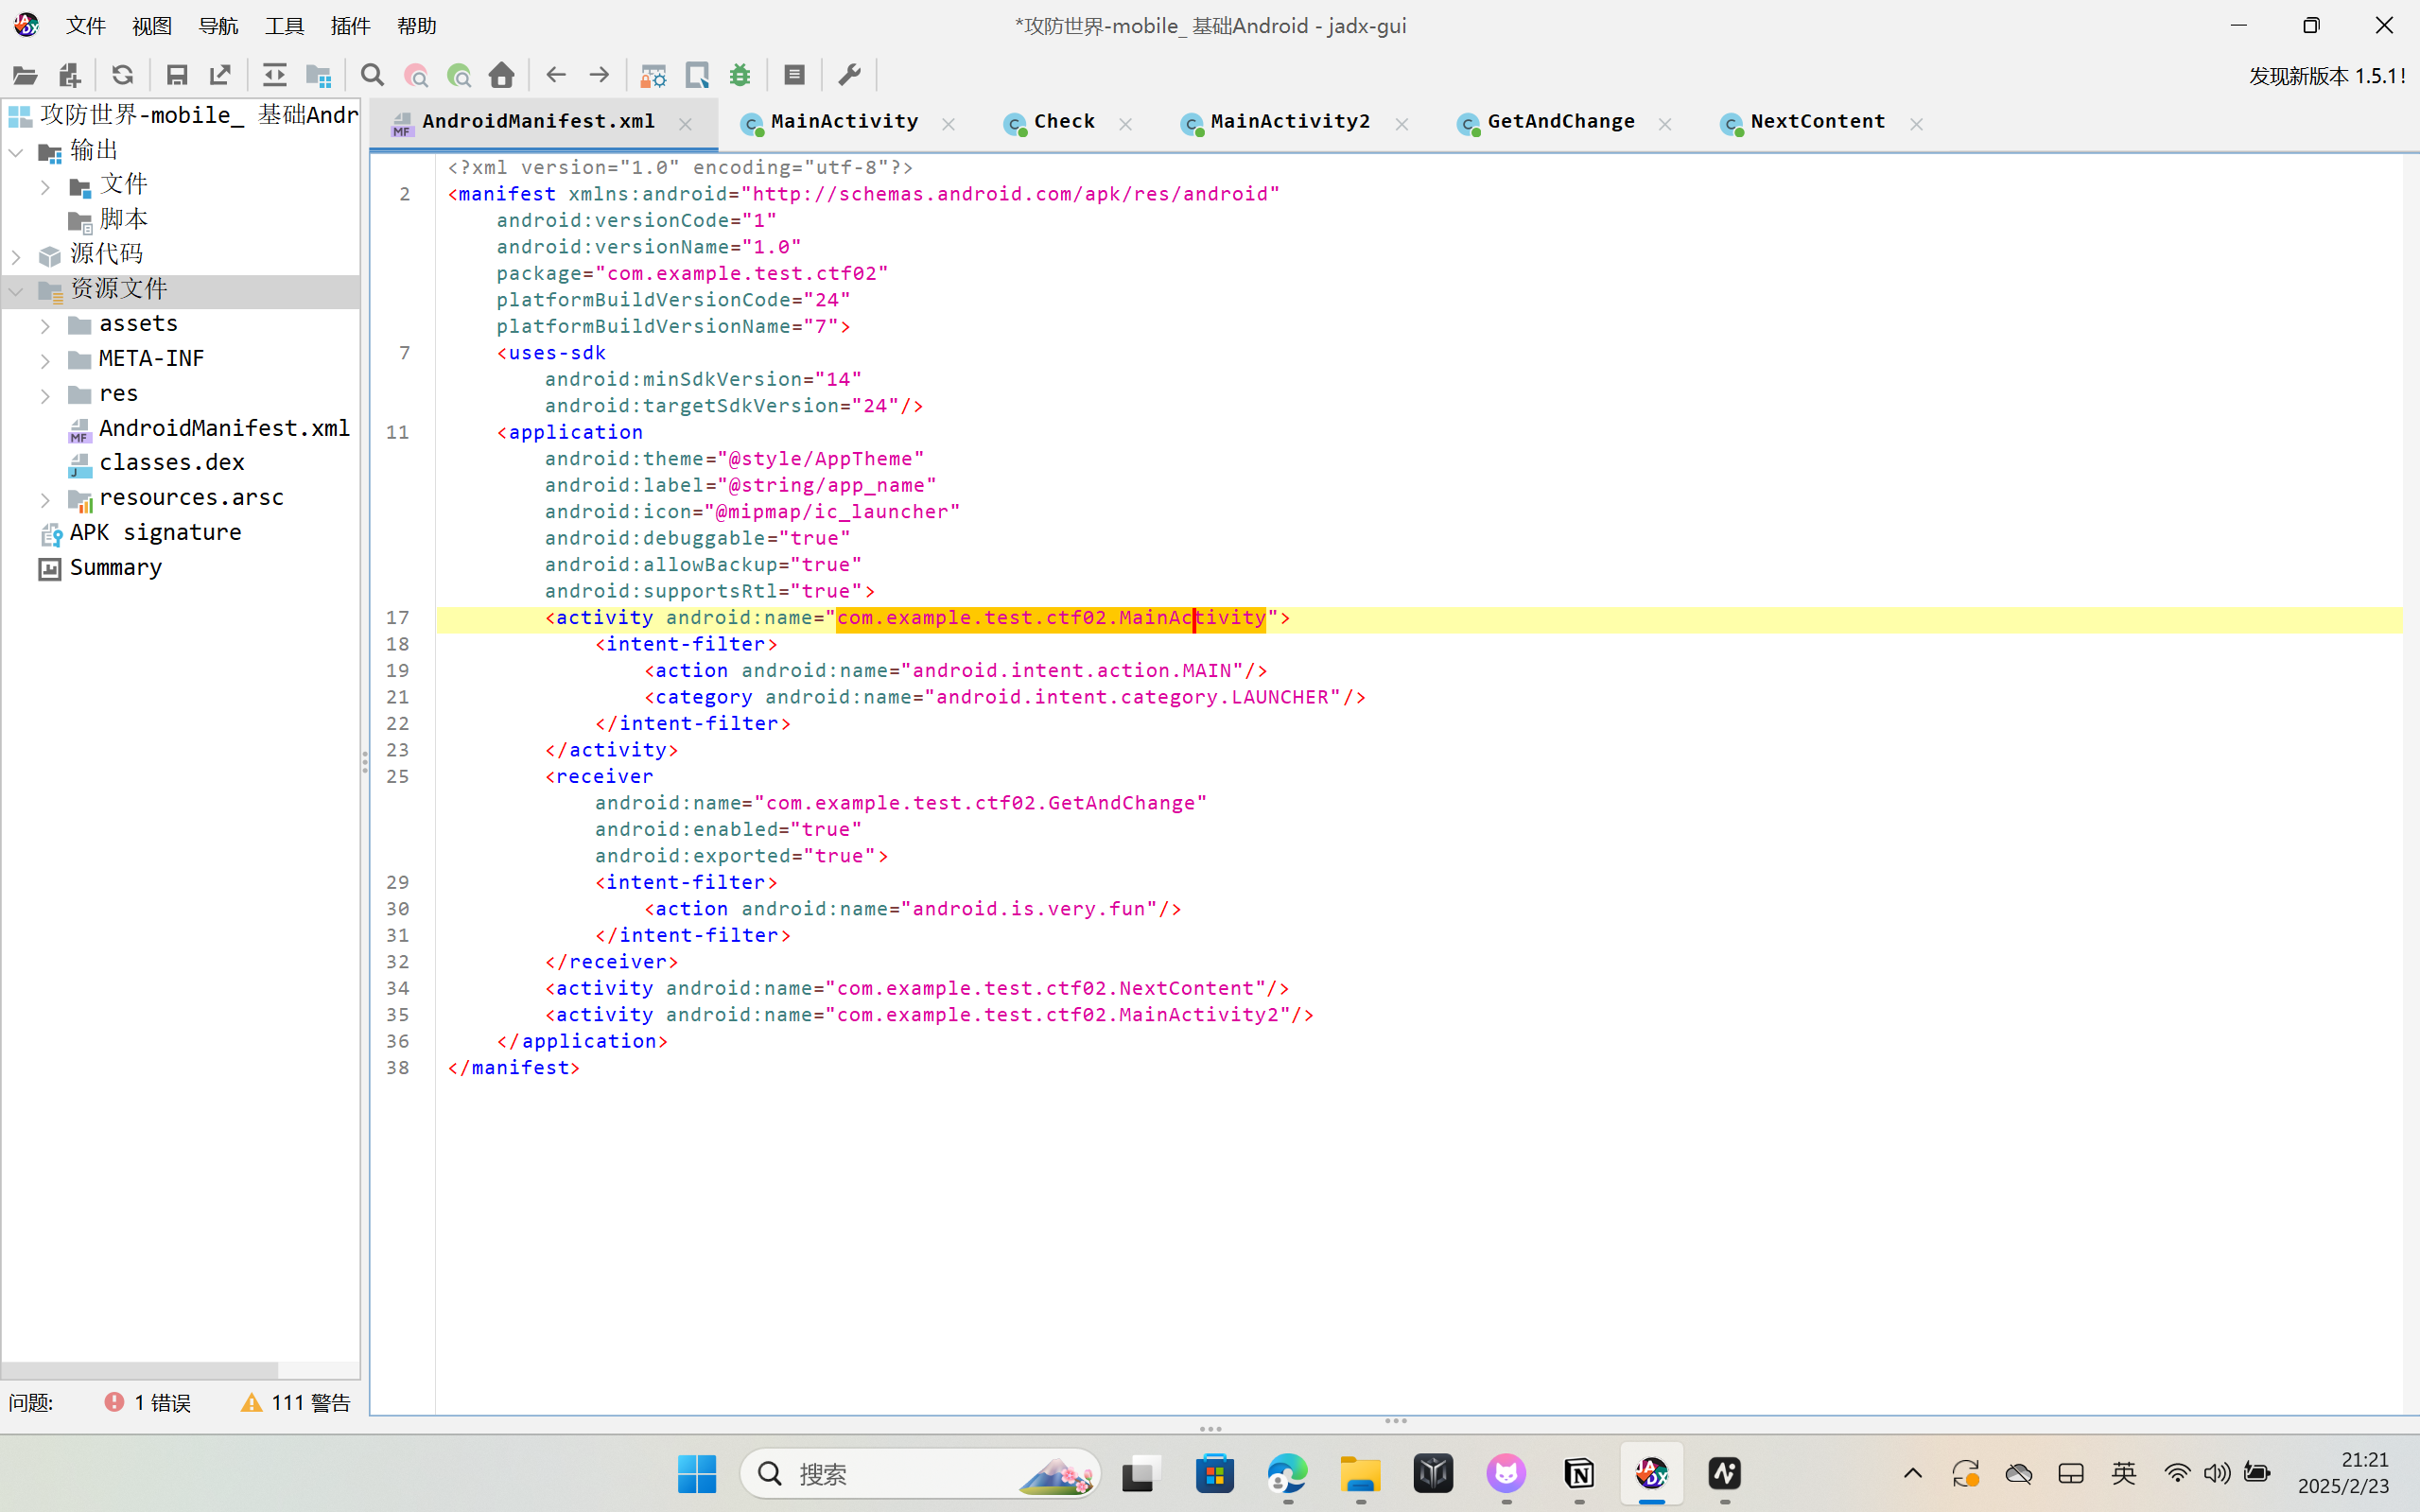 文件 视图 导航 工具 插件 帮助
*攻防世界-mobile_ 基础Android - jadx-gui
发现新版本 1.5.1!
攻防世界-mobile_ 基础Andr
输出
文件
脚本
源代码
资源文件
assets
META-INF
res
AndroidManifest.xml
classes.dex
resources.arsc
APK signature
Summary
问题: 1 错误 111 警告
AndroidManifest.xml MainActivity Check MainActivity2 GetAndChange NextContent
<?xml version="1.0" encoding="utf-8"?>
2 <manifest xmlns:android="http://schemas.android.com/apk/res/android"
android:versionCode="1"
android:versionName="1.0"
package="com.example.test.ctf02"
platformBuildVersionCode="24"
platformBuildVersionName="7">
7 <uses-sdk
android:minSdkVersion="14"
android:targetSdkVersion="24"/>
11 <application
android:theme="@style/AppTheme"
android:label="@string/app_name"
android:icon="@mipmap/ic_launcher"
android:debuggable="true"
android:allowBackup="true"
android:supportsRtl="true">
17 <activity android:name="com.example.test.ctf02.MainActivity">
18 <intent-filter>
19 <action android:name="android.intent.action.MAIN"/>
21 <category android:name="android.intent.category.LAUNCHER"/>
22 </intent-filter>
23 </activity>
25 <receiver
android:name="com.example.test.ctf02.GetAndChange"
android:enabled="true"
android:exported="true">
29 <intent-filter>
30 <action android:name="android.is.very.fun"/>
31 </intent-filter>
32 </receiver>
34 <activity android:name="com.example.test.ctf02.NextContent"/>
35 <activity android:name="com.example.test.ctf02.MainActivity2"/>
36 </application>
38 </manifest>
搜索
英
21:21
2025/2/23